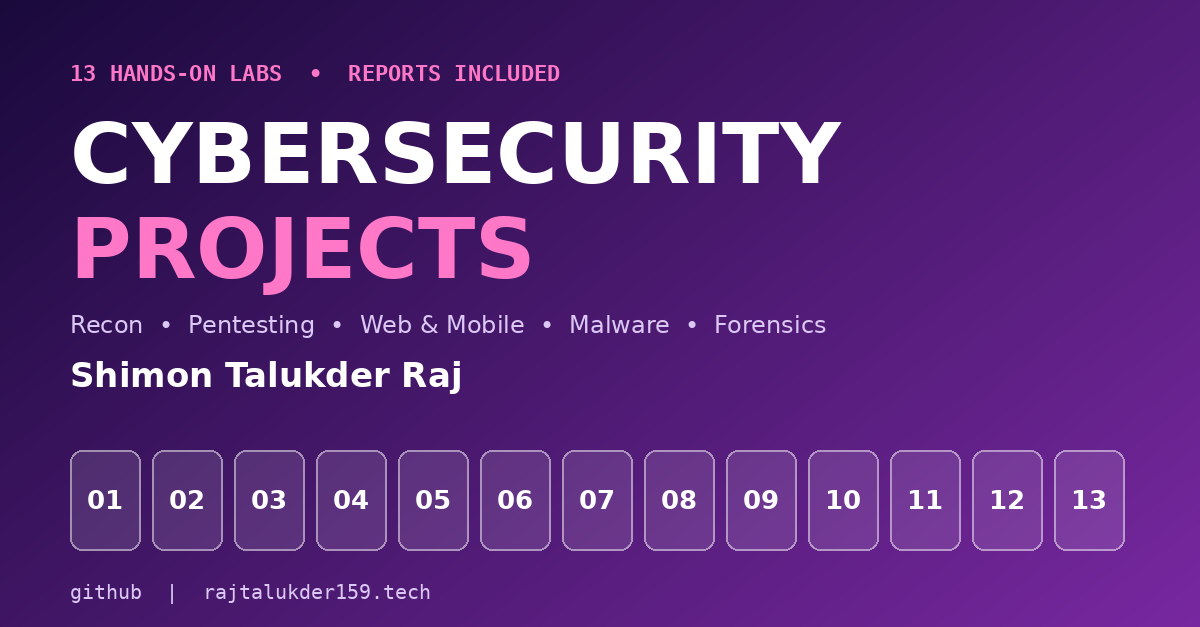 13 HANDS-ON LABS • REPORTS INCLUDED
CYBERSECURITY
PROJECTS
Recon • Pentesting • Web & Mobile • Malware • Forensics
Shimon Talukder Raj
01 02 03 04 05 06 07 08 09 10 11 12 13
github | rajtalukder159.tech